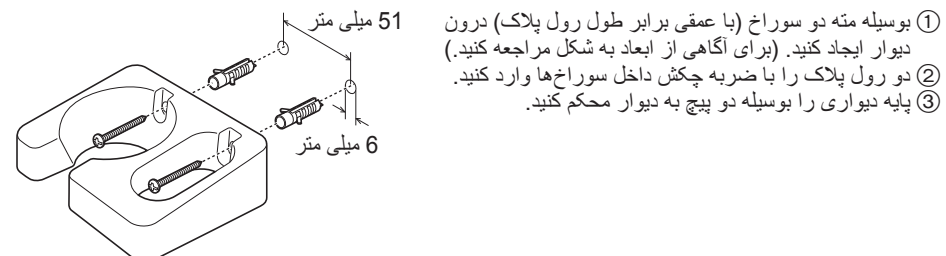 ① بوسیله مته دو سوراخ (با عمقی برابر طول رول پلاک) درون
دیوار ایجاد کنید. (برای آگاهی از ابعاد به شکل مراجعه کنید.)
② دو رول پلاک را با ضربه چکش داخل سوراخ‌ها وارد کنید.
③ پایه دیواری را بوسیله دو پیچ به دیوار محکم کنید.
51 میلی متر
6 میلی متر